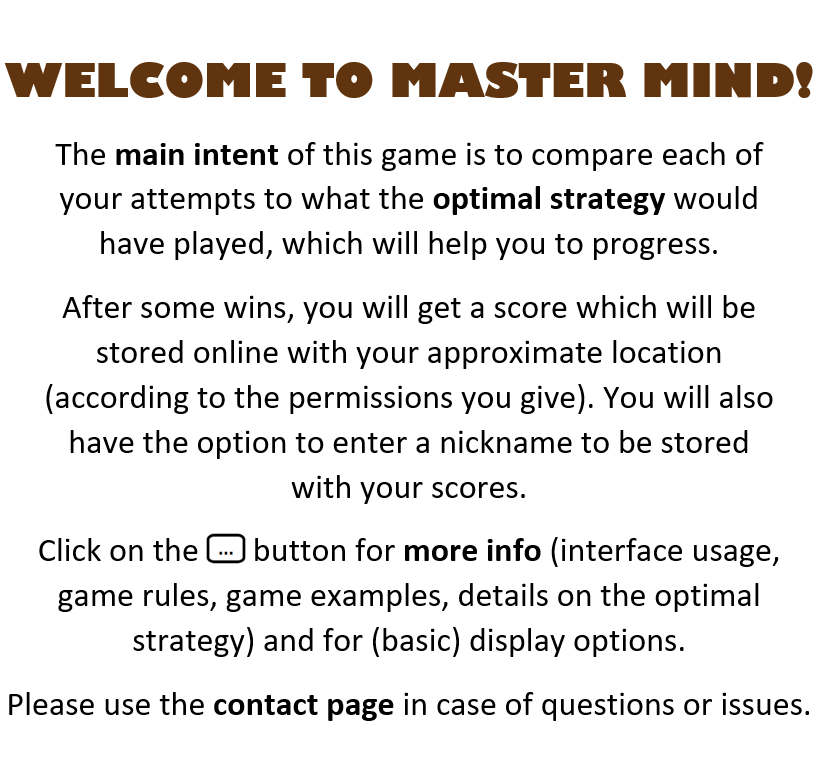 WELCOME TO MASTER MIND!
The main intent of this game is to compare each of
your attempts to what the optimal strategy would
have played, which will help you to progress.
After some wins, you will get a score which will be
stored online with your approximate location
(according to the permissions you give). You will also
have the option to enter a nickname to be stored
with your scores.
Click on the ... button for more info (interface usage,
game rules, game examples, details on the optimal
strategy) and for (basic) display options.
Please use the contact page in case of questions or issues.